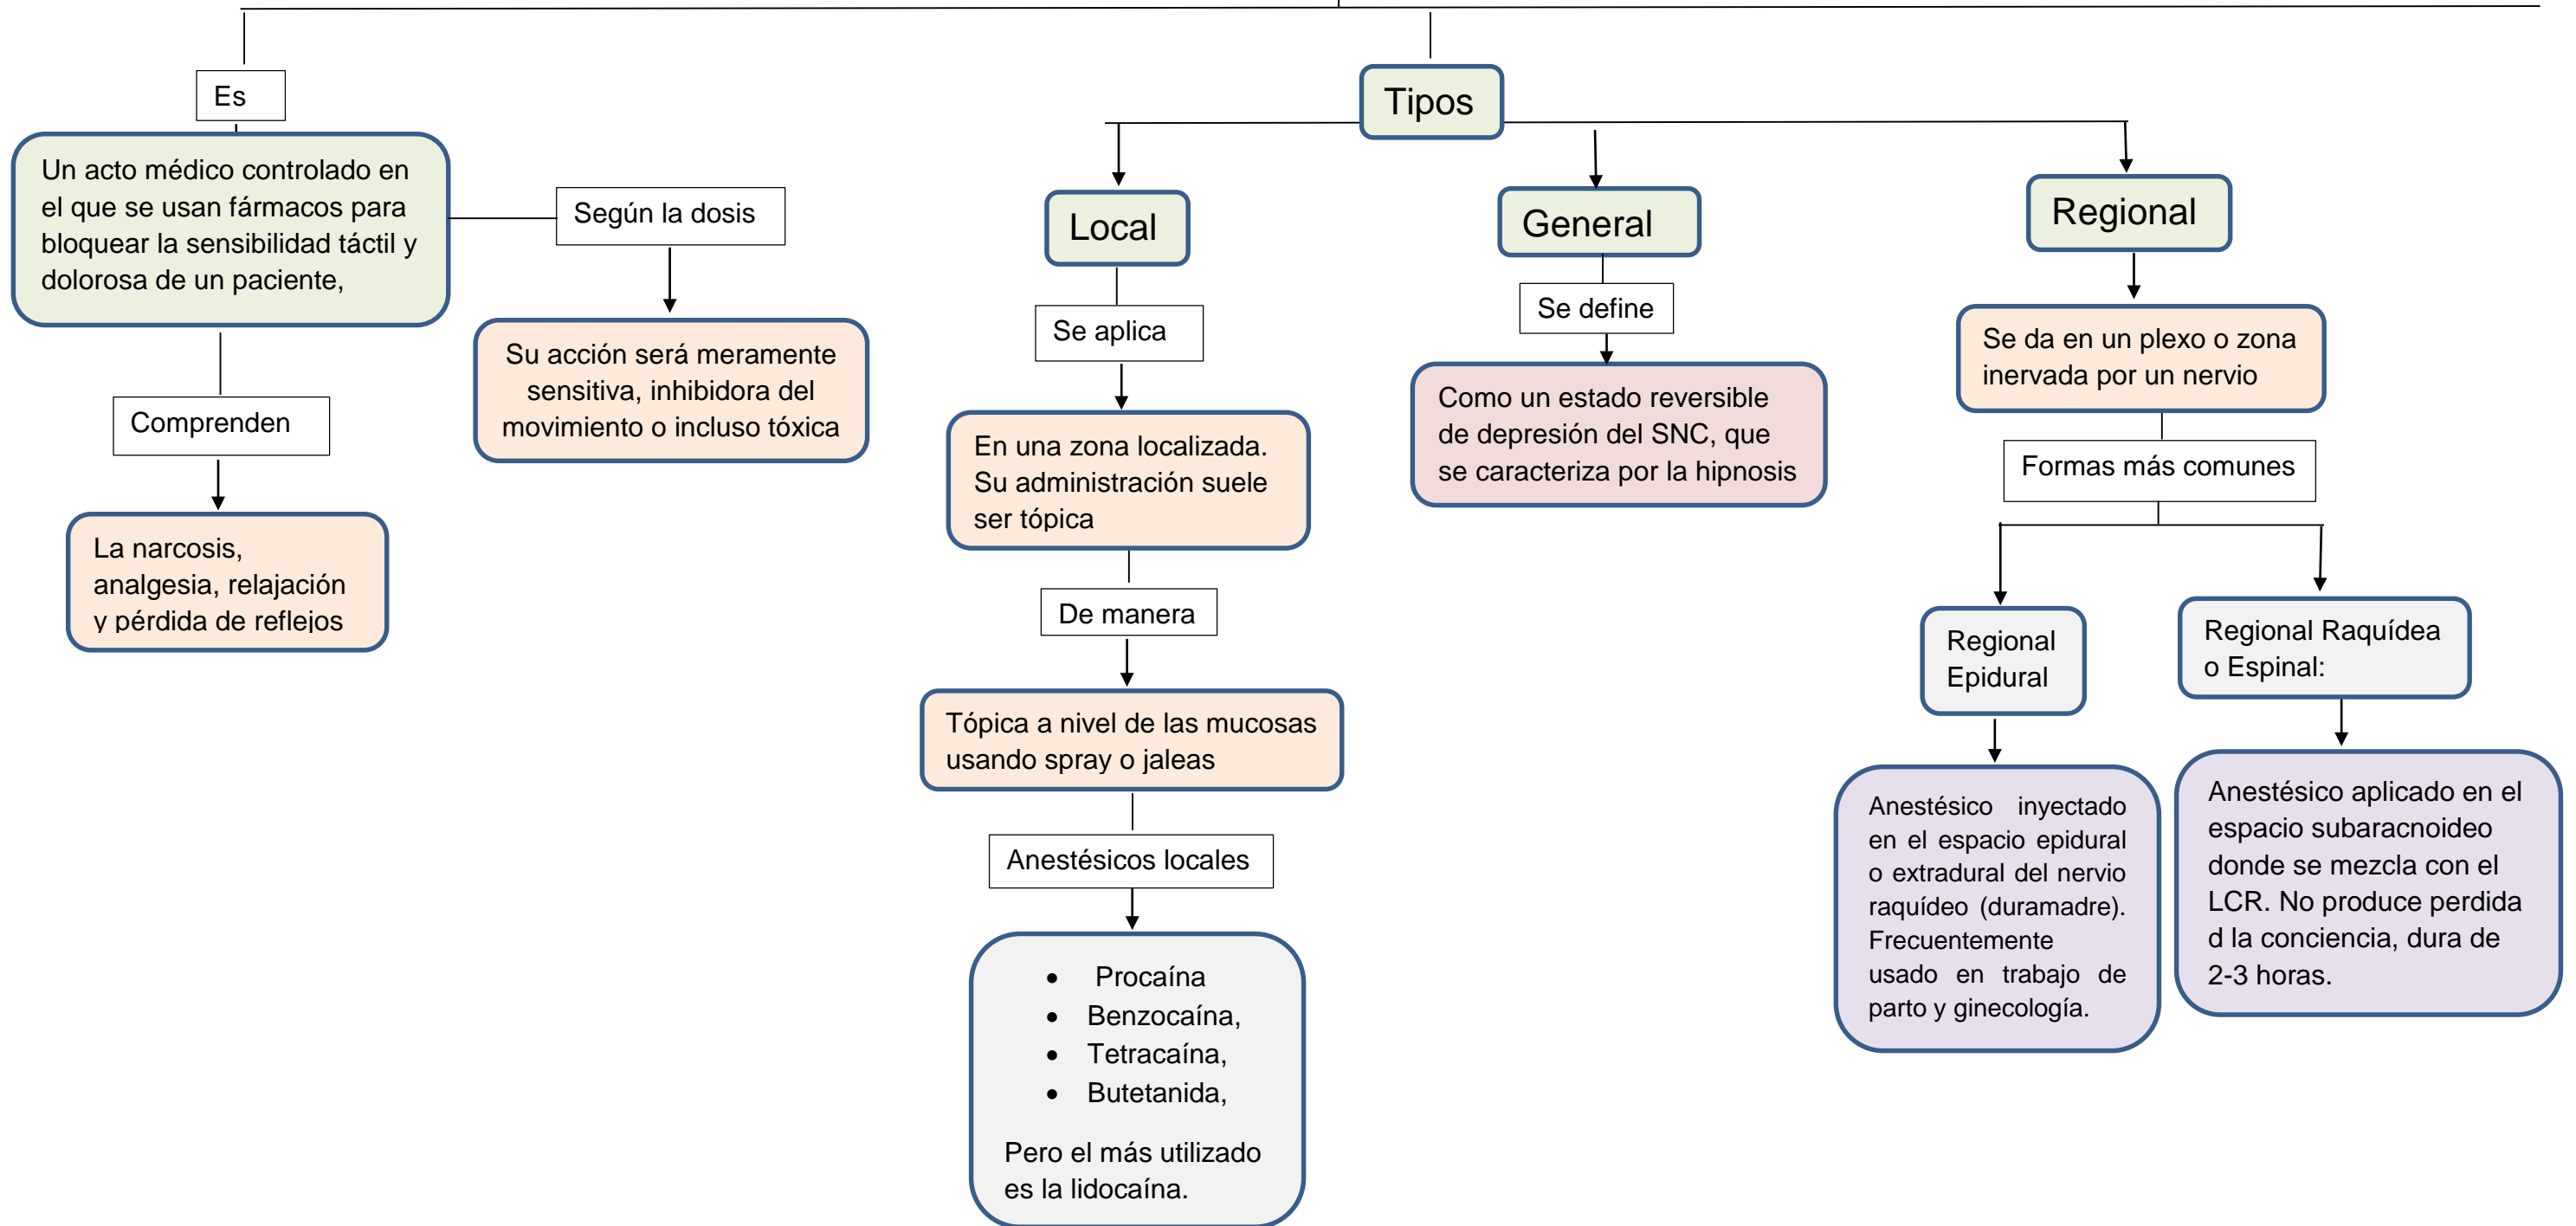 Es
Un acto médico controlado en
el que se usan fármacos para
bloquear la sensibilidad táctil y
dolorosa de un paciente,
Según la dosis
Su acción será meramente
sensitiva, inhibidora del
movimiento o incluso tóxica
Comprenden
La narcosis,
analgesia, relajación
y pérdida de reflejos
Tipos
Local
Se aplica
En una zona localizada.
Su administración suele
ser tópica
De manera
Tópica a nivel de las mucosas
usando spray o jaleas
Anestésicos locales
• Procaína
• Benzocaína,
• Tetracaína,
• Butetanida,
Pero el más utilizado
es la lidocaína.
General
Se define
Como un estado reversible
de depresión del SNC, que
se caracteriza por la hipnosis
Regional
Se da en un plexo o zona
inervada por un nervio
Formas más comunes
Regional
Epidural
Anestésico inyectado
en el espacio epidural
o extradural del nervio
raquídeo (duramadre).
Frecuentemente
usado en trabajo de
parto y ginecología.
Regional Raquídea
o Espinal:
Anestésico aplicado en el
espacio subaracnoideo
donde se mezcla con el
LCR. No produce perdida
d la conciencia, dura de
2-3 horas.